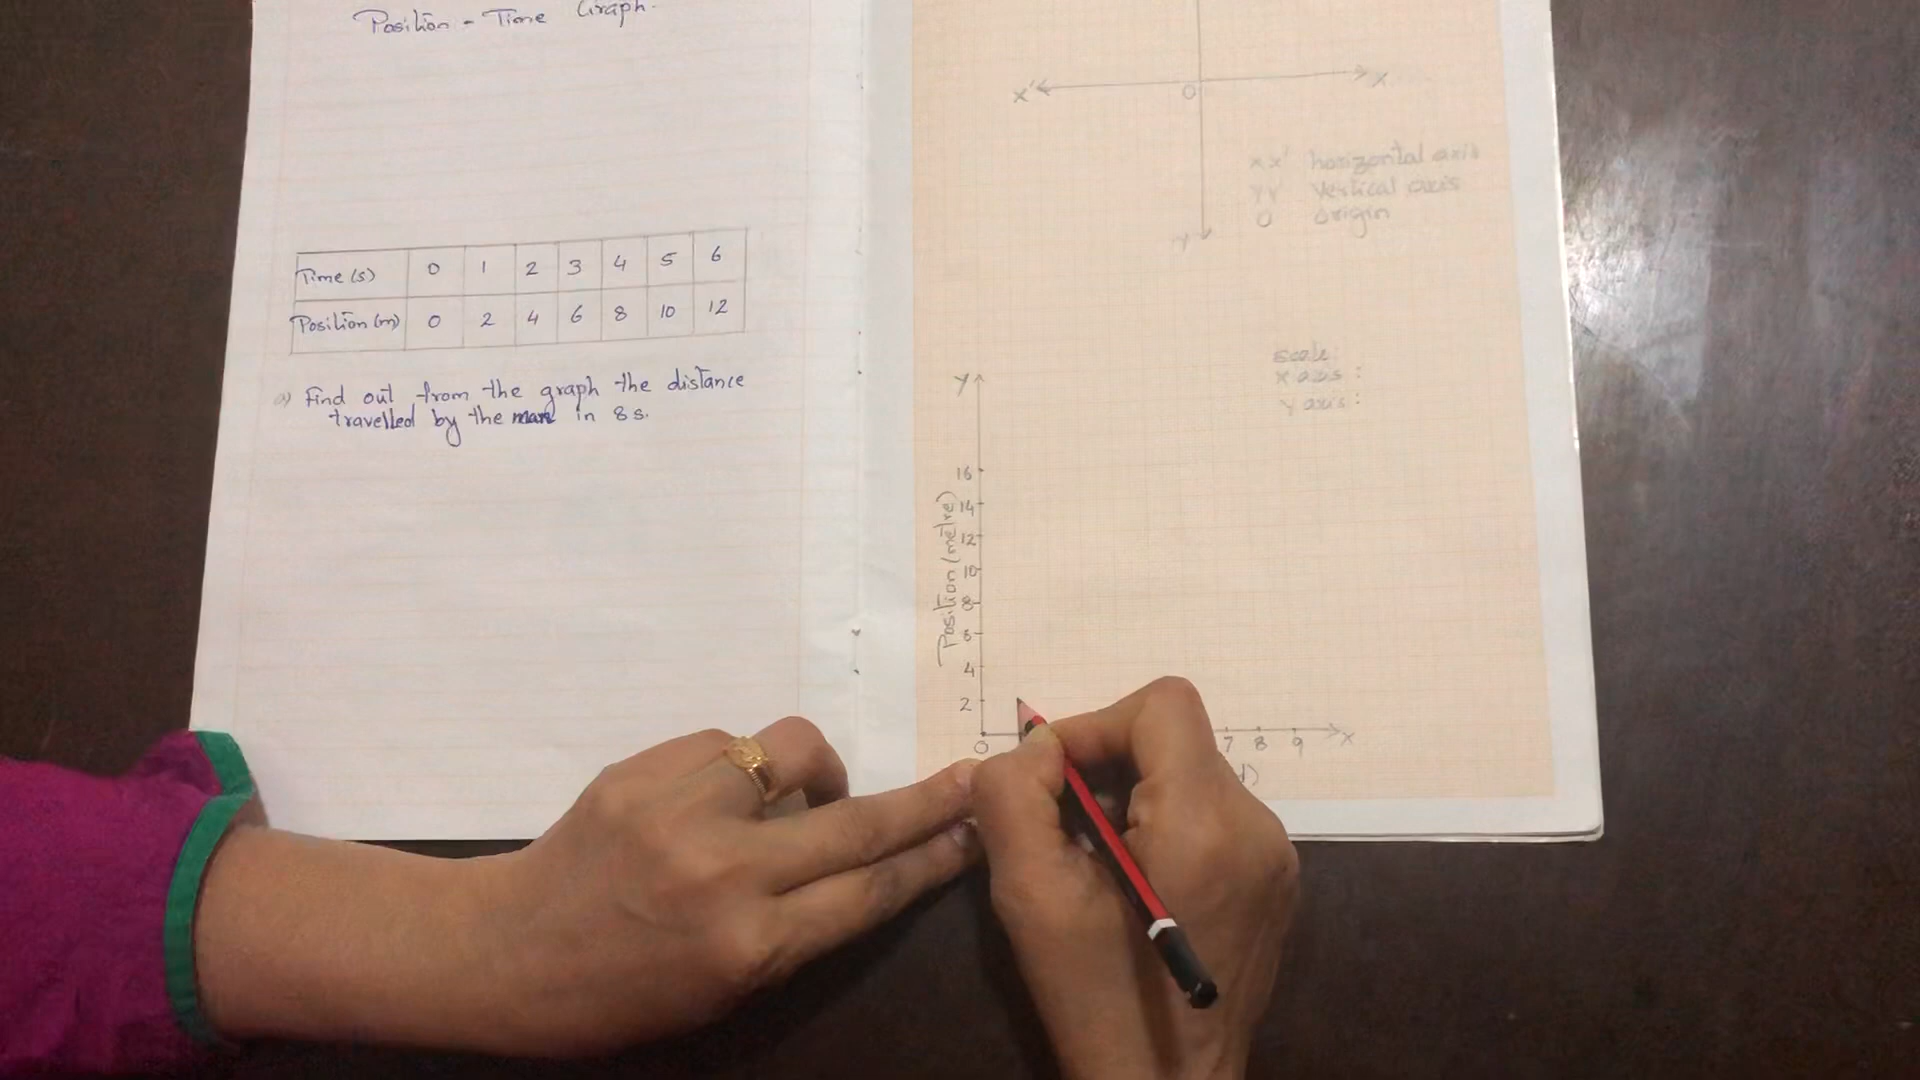 Position - Time Graph.
Time (s) 0 1 2 3 4 5 6
Position (m) 0 2 4 6 8 10 12
a) Find out from the graph the distance
travelled by the man in 8 s.
X' O X
Y'
XX' horizontal axis
YY' vertical axis
O origin
scale:
X axis :
Y axis :
Y
16
14
12
10
8
6
4
2
Position (metre)
O 7 8 9 X
d)